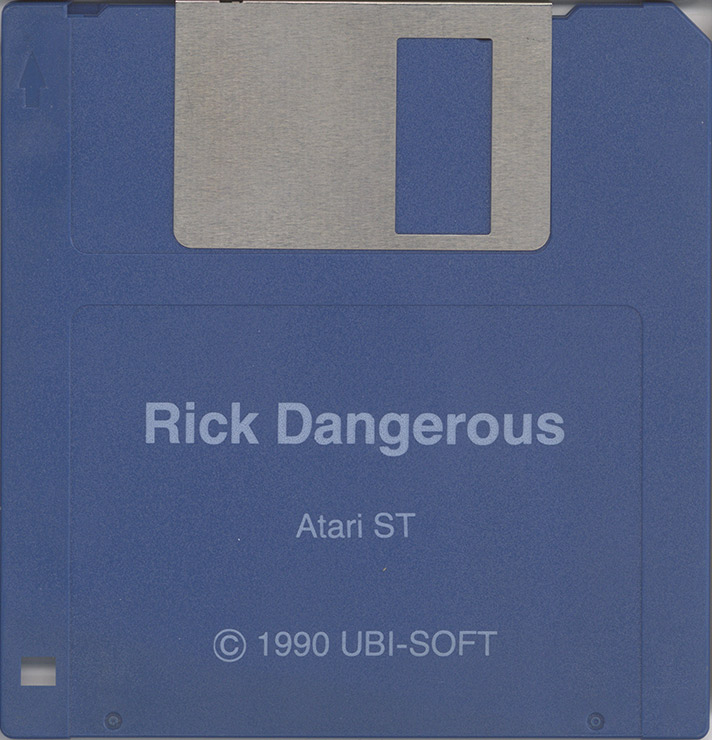 Rick Dangerous
Atari ST
© 1990 UBI-SOFT